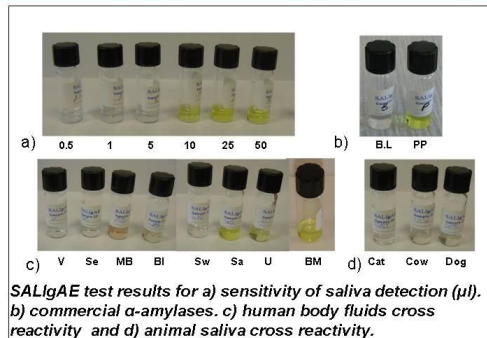 a)
0.5 1 5 10 25 50
b)
B.L PP
c)
V Se MB Bl Sw Sa U BM
d)
Cat Cow Dog
SALIgAE test results for a) sensitivity of saliva detection (µl).
b) commercial α-amylases. c) human body fluids cross
reactivity and d) animal saliva cross reactivity.